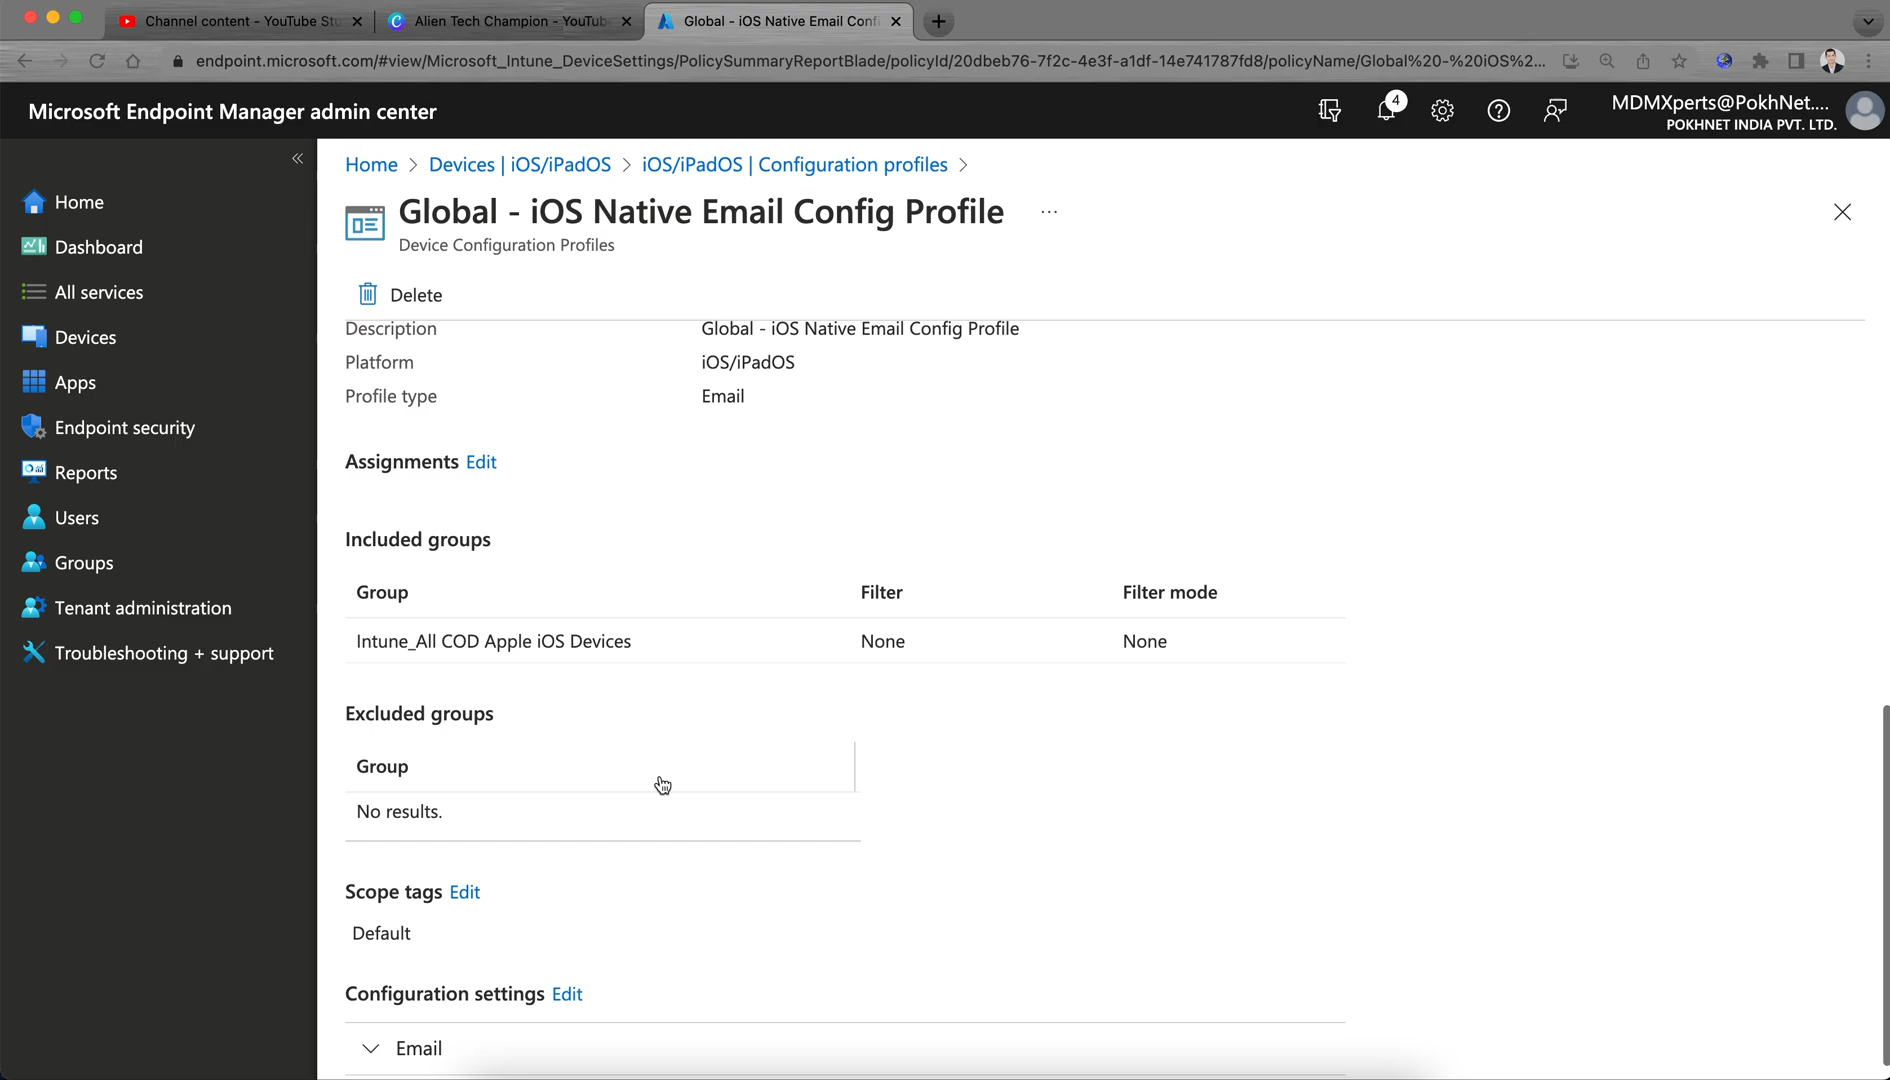 Channel content - YouTube Stu
Alien Tech Champion - YouTube
Global - iOS Native Email Confi
endpoint.microsoft.com/#view/Microsoft_Intune_DeviceSettings/PolicySummaryReportBlade/policyId/20dbeb76-7f2c-4e3f-a1df-14e741787fd8/policyName/Global%20-%20iOS%2...
Microsoft Endpoint Manager admin center
4
MDMXperts@PokhNet....
POKHNET INDIA PVT. LTD.
Home
Dashboard
All services
Devices
Apps
Endpoint security
Reports
Users
Groups
Tenant administration
Troubleshooting + support
Home > Devices | iOS/iPadOS > iOS/iPadOS | Configuration profiles >
Global - iOS Native Email Config Profile ...
Device Configuration Profiles
Delete
Description Global - iOS Native Email Config Profile
Platform iOS/iPadOS
Profile type Email
Assignments Edit
Included groups
Group Filter Filter mode
Intune_All COD Apple iOS Devices None None
Excluded groups
Group
No results.
Scope tags Edit
Default
Configuration settings Edit
Email